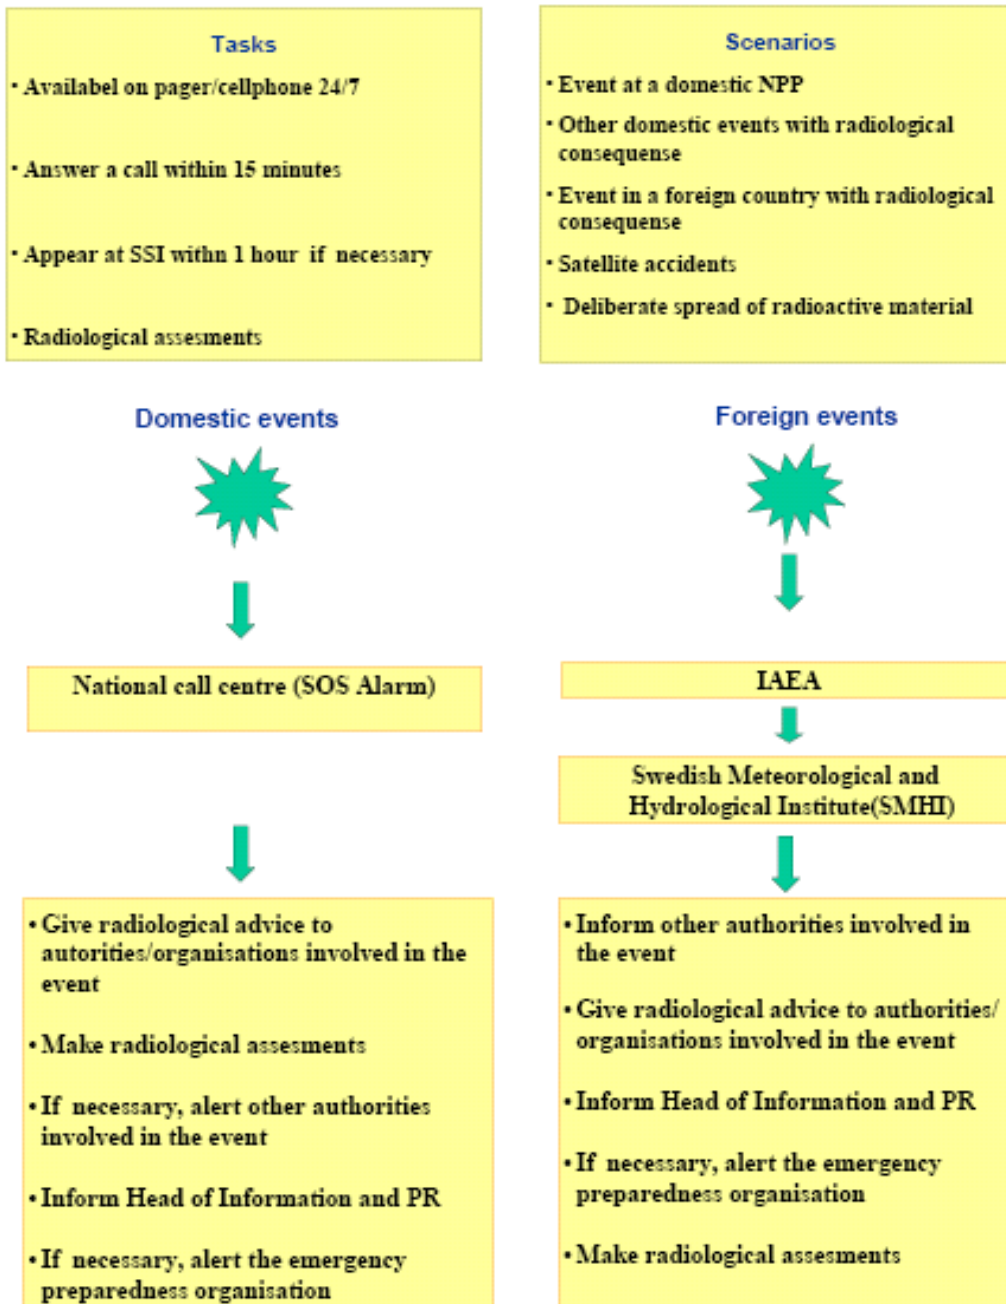 Tasks
• Availabel on pager/cellphone 24/7
• Answer a call within 15 minutes
• Appear at SSI withn 1 hour if necessary
• Radiological assesments
Scenarios
• Event at a domestic NPP
• Other domestic events with radiological
consequense
• Event in a foreign country with radiological
consequense
• Satellite accidents
• Deliberate spread of radioactive material
Domestic events
National call centre (SOS Alarm)
• Give radiological advice to
autorities/organisations involved in the
event
• Make radiological assesments
• If necessary, alert other authorities
involved in the event
• Inform Head of Information and PR
• If necessary, alert the emergency
preparedness organisation
Foreign events
IAEA
Swedish Meteorological and
Hydrological Institute(SMHI)
• Inform other authorities involved in
the event
• Give radiological advice to authorities/
organisations involved in the event
• Inform Head of Information and PR
• If necessary, alert the emergency
preparedness organisation
• Make radiological assesments